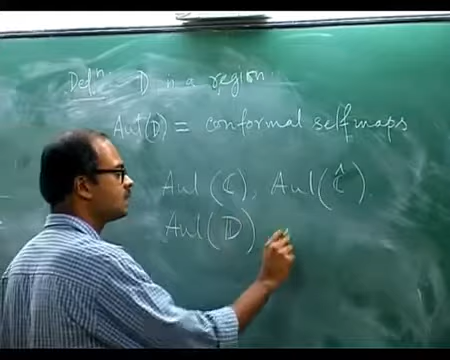 Defn: D is a region.
Aut(D) = conformal selfmaps
Aut(ℂ), Aut(ℂ̂).
Aut(𝔻)